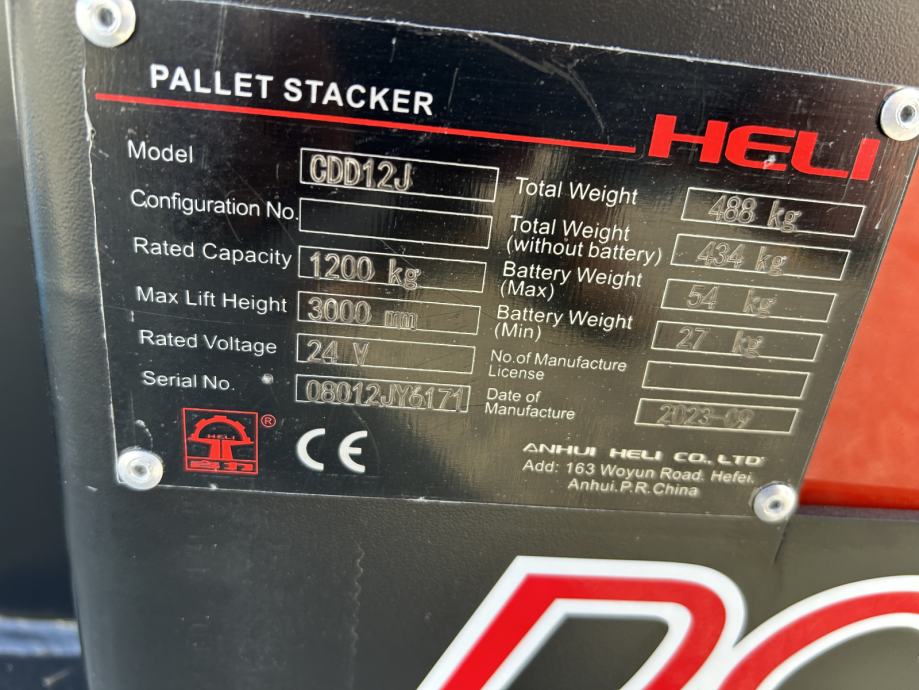 PALLET STACKER
HELI
Model CDD12J
Configuration No.
Rated Capacity 1200 kg
Max Lift Height 3000 mm
Rated Voltage 24 V
Serial No. 08012JY6171
Total Weight 488 kg
Total Weight
(without battery) 434 kg
Battery Weight
(Max) 54 kg
Battery Weight
(Min) 27 kg
No.of Manufacture
License
Date of
Manufacture 2023-09
HELI
合力
®
CE
ANHUI HELI CO., LTD
Add: 163 Woyun Road. Hefei.
Anhui.P.R.China